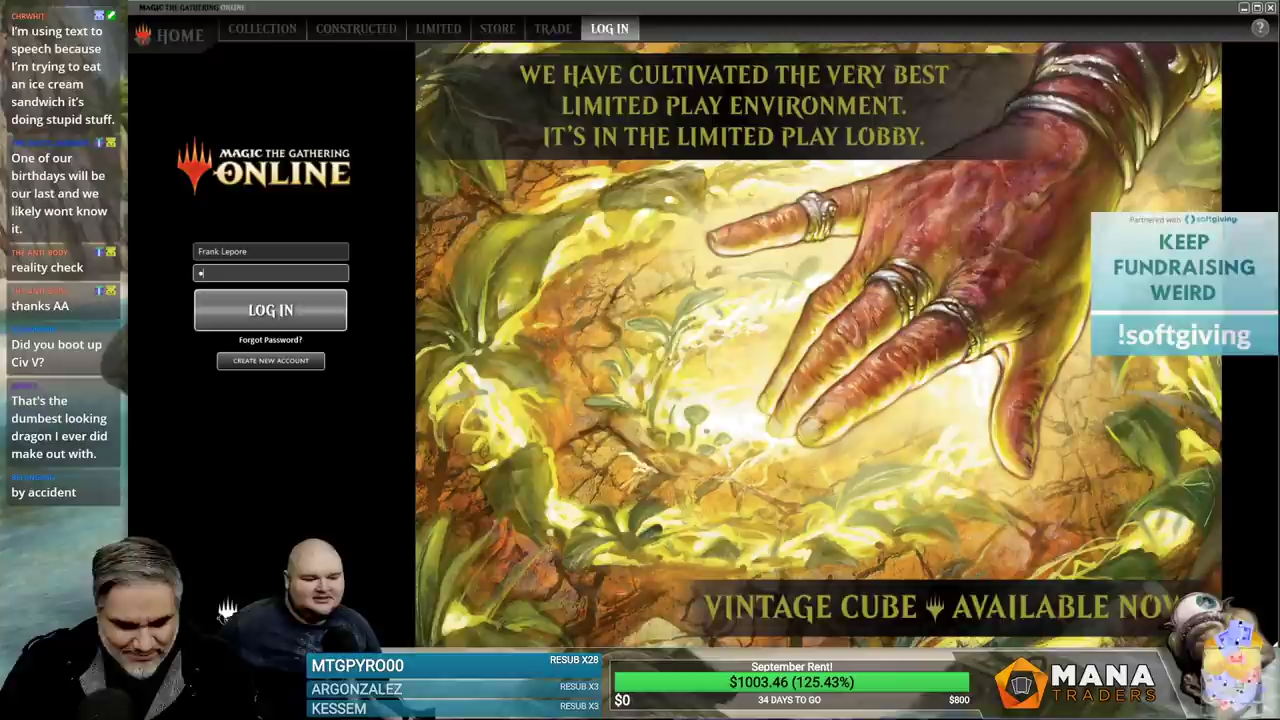 MAGIC THE GATHERING ONLINE
HOME
COLLECTION
CONSTRUCTED
LIMITED
STORE
TRADE
LOG IN
?
CHRWHIT
I'm using text to
speech because
I'm trying to eat
an ice cream
sandwich it's
doing stupid stuff.
One of our
birthdays will be
our last and we
likely wont know
it.
THE ANTI BODY
reality check
THE ANTI BODY
thanks AA
Did you boot up
Civ V?
That's the
dumbest looking
dragon I ever did
make out with.
by accident
MAGIC THE GATHERING
ONLINE
Frank Lepore
LOG IN
Forgot Password?
CREATE NEW ACCOUNT
WE HAVE CULTIVATED THE VERY BEST
LIMITED PLAY ENVIRONMENT.
IT'S IN THE LIMITED PLAY LOBBY.
Partnered with softgiving
KEEP
FUNDRAISING
WEIRD
!softgiving
VINTAGE CUBE AVAILABLE NOW
MTGPYRO00 RESUB X28
ARGONZALEZ RESUB X3
KESSEM RESUB X3
September Rent!
$1003.46 (125.43%)
$0 34 DAYS TO GO $800
MANA
TRADERS